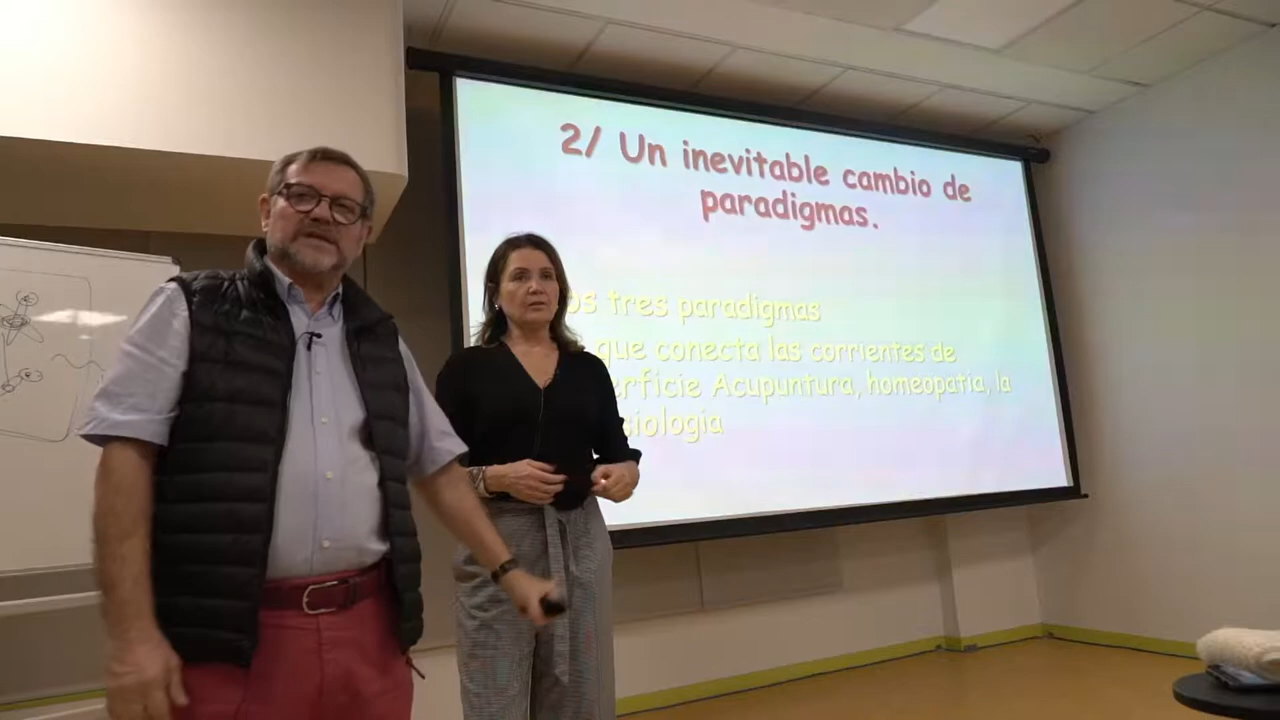 2/ Un inevitable cambio de
paradigmas.
tres paradigmas
que conecta las corrientes de
Acupuntura, homeopatia, la